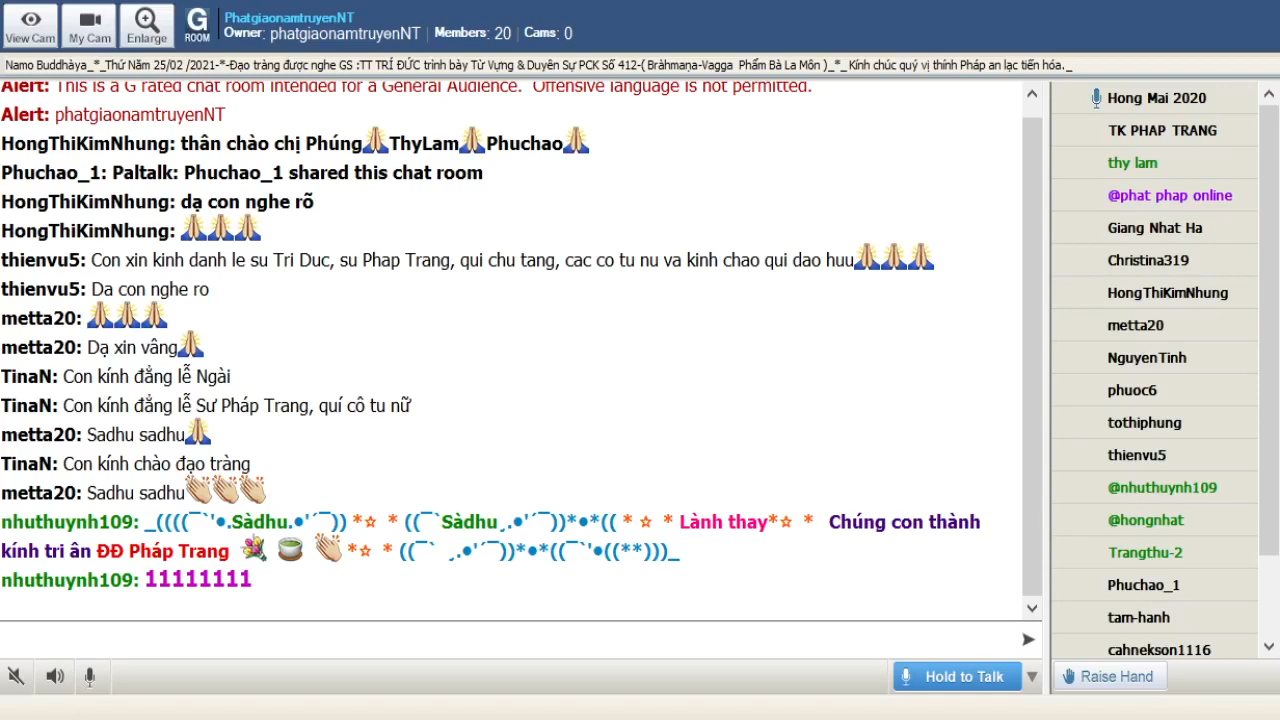 View Cam
My Cam
Enlarge
G
ROOM
PhatgiaonamtruyenNT
Owner: phatgiaonamtruyenNT | Members: 20 | Cams: 0
Namo Buddhàya_*_Thứ Năm 25/02 /2021-*-Đạo tràng được nghe GS :TT TRÍ ĐỨC trình bày Từ Vựng & Duyên Sự PCK Số 412-( Bràhmaṇa-Vagga Phẩm Bà La Môn )_*_ Kính chúc quý vị thính Pháp an lạc tiến hóa._
Alert: This is a G rated chat room intended for a General Audience. Offensive language is not permitted.
Alert: phatgiaonamtruyenNT
HongThiKimNhung: thân chào chị Phúng🙏ThyLam🙏Phuchao🙏
Phuchao_1: Paltalk: Phuchao_1 shared this chat room
HongThiKimNhung: dạ con nghe rõ
HongThiKimNhung: 🙏🙏🙏
thienvu5: Con xin kinh danh le su Tri Duc, su Phap Trang, qui chu tang, cac co tu nu va kinh chao qui dao huu🙏🙏🙏
thienvu5: Da con nghe ro
metta20: 🙏🙏🙏
metta20: Dạ xin vâng🙏
TinaN: Con kính đảng lễ Ngài
TinaN: Con kính đảng lễ Sư Pháp Trang, quí cô tu nữ
metta20: Sadhu sadhu🙏
TinaN: Con kính chào đạo tràng
metta20: Sadhu sadhu👏👏👏
nhuthuynh109: _((((¯`'•.Sàdhu.•'´¯)) *☆ * ((¯`Sàdhu¸.•'´¯))*•*(( * ☆ * Lành thay*☆ * Chúng con thành
kính tri ân ĐĐ Pháp Trang 💐 🍵 👏 *☆ * ((¯` ¸.•'´¯))*•*((¯`'•((**)))_
nhuthuynh109: 11111111
Hold to Talk
Hong Mai 2020
TK PHAP TRANG
thy lam
@phat phap online
Giang Nhat Ha
Christina319
HongThiKimNhung
metta20
NguyenTinh
phuoc6
tothiphung
thienvu5
@nhuthuynh109
@hongnhat
Trangthu-2
Phuchao_1
tam-hanh
cahnekson1116
Raise Hand